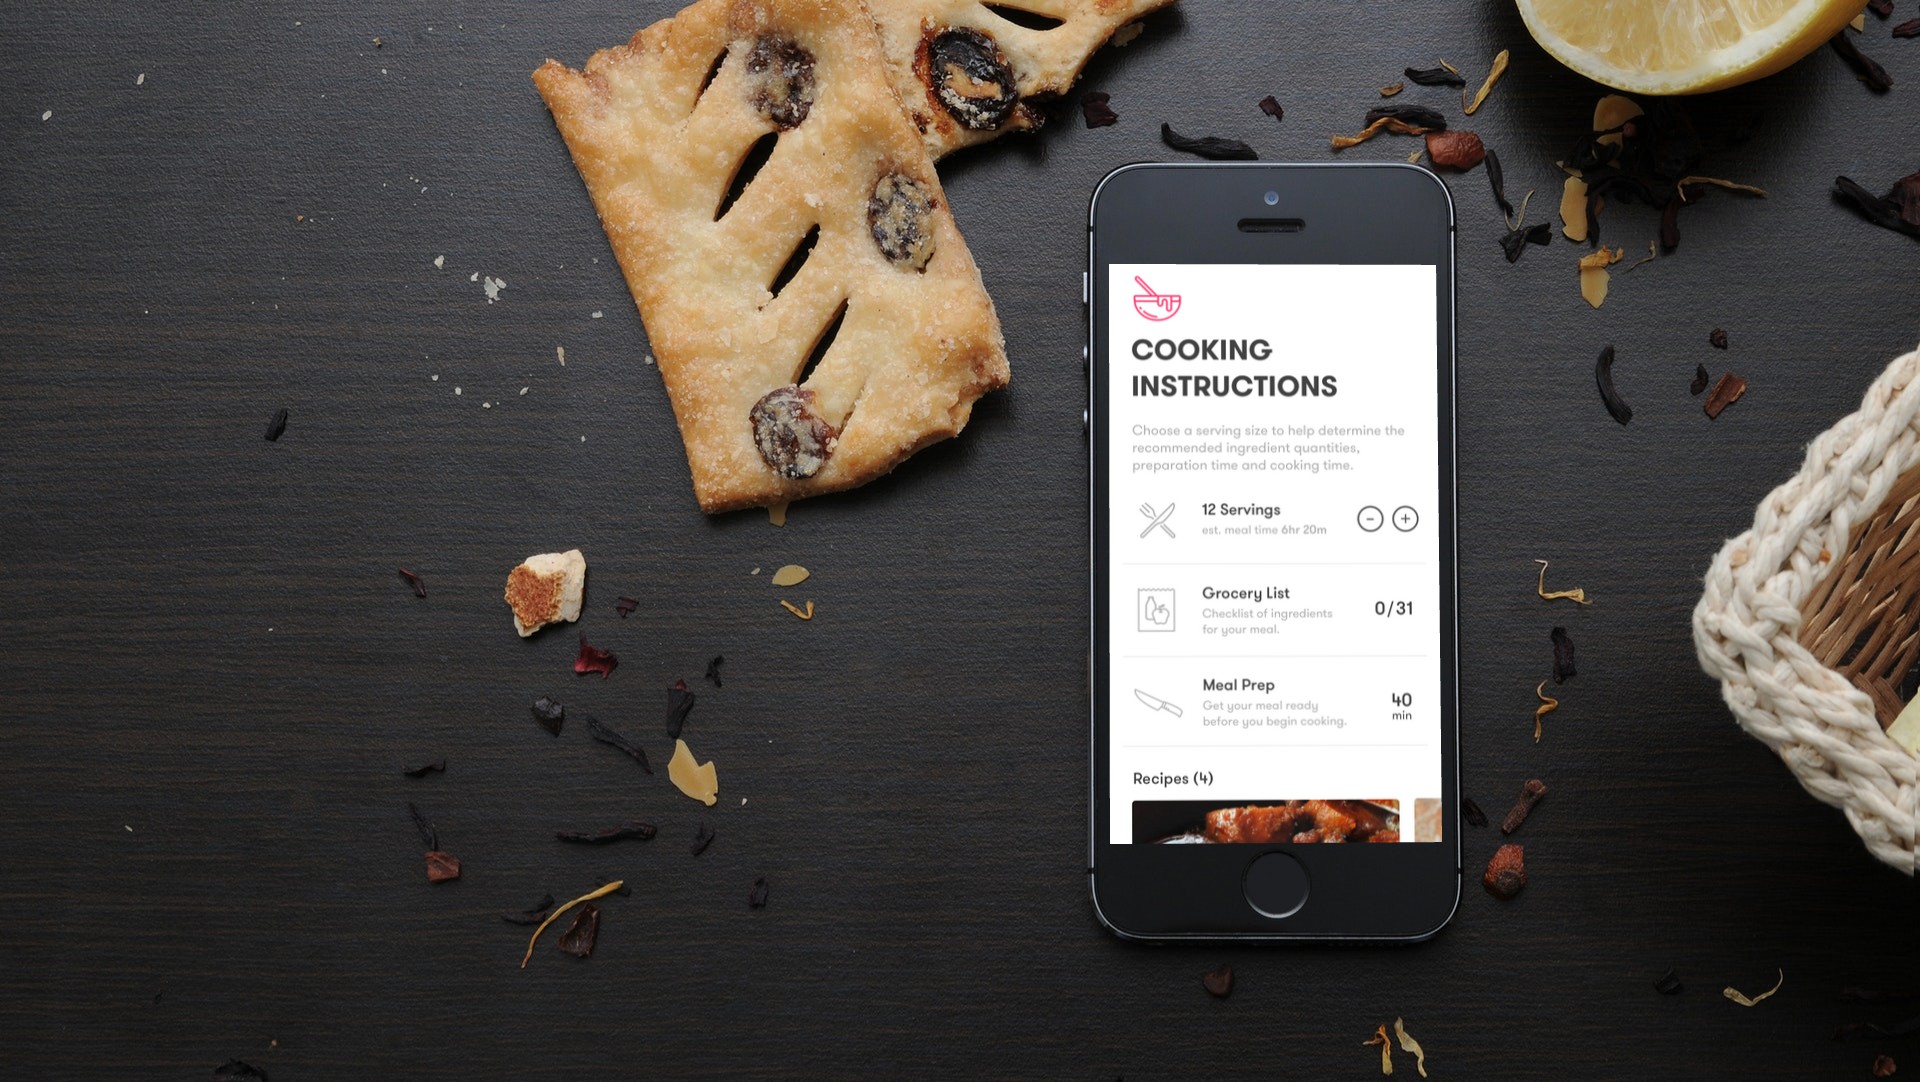 COOKING
INSTRUCTIONS
Choose a serving size to help determine the
recommended ingredient quantities,
preparation time and cooking time.
12 Servings
est. meal time 6hr 20m
- +
Grocery List
Checklist of ingredients
for your meal.
0/31
Meal Prep
Get your meal ready
before you begin cooking.
40
min
Recipes (4)